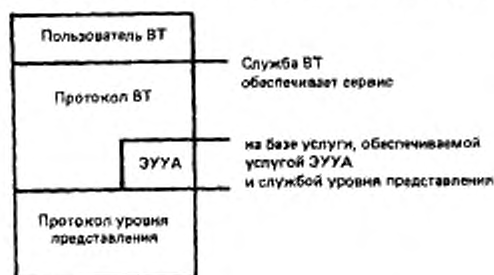 Пользователь ВТ
Служба ВТ
обеспечивает сервис
Протокол ВТ
ЭУУА
на базе услуги, обеспечиваемой
услугой ЭУУА
и службой уровня представления
Протокол уровня
представления